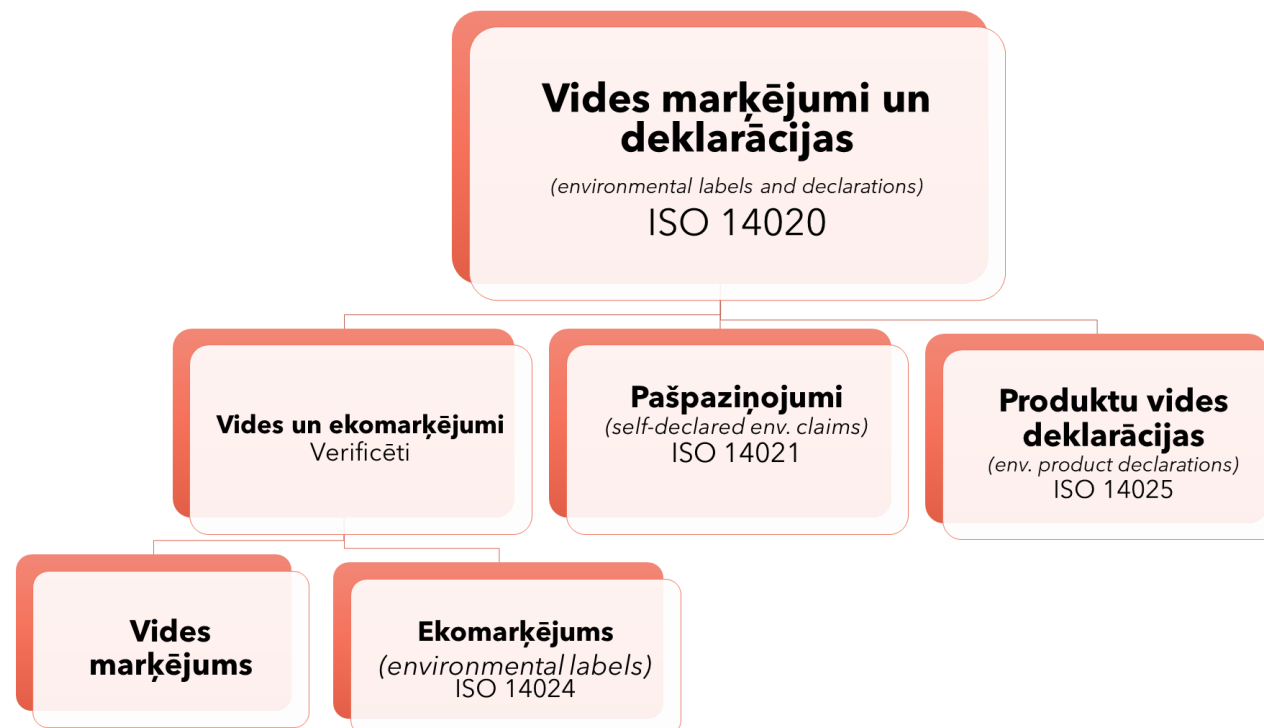 Vides marķējumi un
deklarācijas
(environmental labels and declarations)
ISO 14020
Vides un ekomarķējumi
Verificēti
Pašpaziņojumi
(self-declared env. claims)
ISO 14021
Produktu vides
deklarācijas
(env. product declarations)
ISO 14025
Vides
marķējums
Ekomarķējums
(environmental labels)
ISO 14024